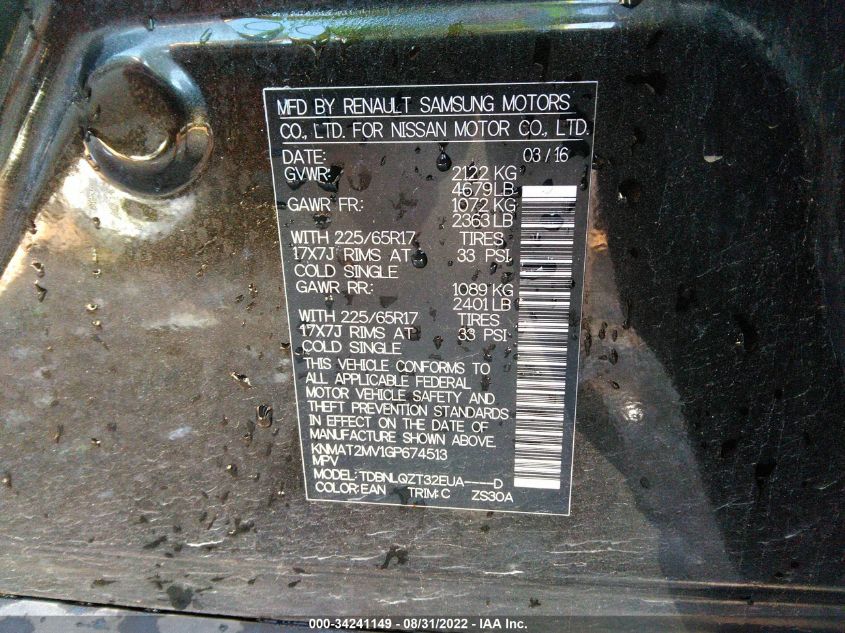 MFD BY RENAULT SAMSUNG MOTORS
CO., LTD. FOR NISSAN MOTOR CO., LTD.
DATE: 03/16
GVWR: 2122 KG
4679LB
GAWR FR: 1072 KG
2363LB
WITH 225/65R17 TIRES
17X7J RIMS AT 33 PSI
COLD SINGLE
GAWR RR: 1089 KG
2401LB
WITH 225/65R17 TIRES
17X7J RIMS AT 33 PSI
COLD SINGLE
THIS VEHICLE CONFORMS TO
ALL APPLICABLE FEDERAL
MOTOR VEHICLE SAFETY AND
THEFT PREVENTION STANDARDS
IN EFFECT ON THE DATE OF
MANUFACTURE SHOWN ABOVE.
KNMAT2MV1GP674513
MPV
MODEL: TDBNLQZT32EUA----D
COLOR:EAN TRIM:C ZS30A
000-34241149 - 08/31/2022 - IAA Inc.